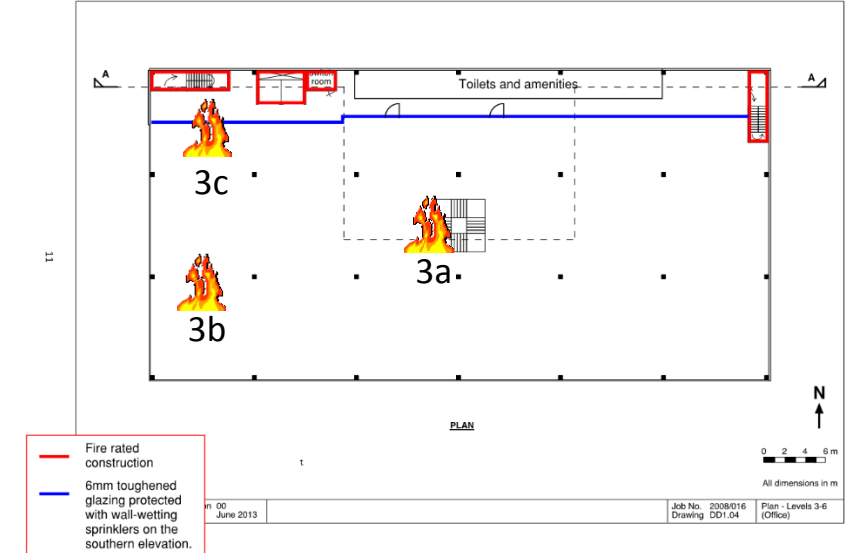 A
A
room
Toilets and amenities
3c
3a
3b
11
N
PLAN
0 2 4 6 m
All dimensions in m
t
Fire rated
construction
6mm toughened
glazing protected
with wall-wetting
sprinklers on the
southern elevation.
00
June 2013
Job No. 2008/016
Drawing DD1.04
Plan - Levels 3-6
(Office)